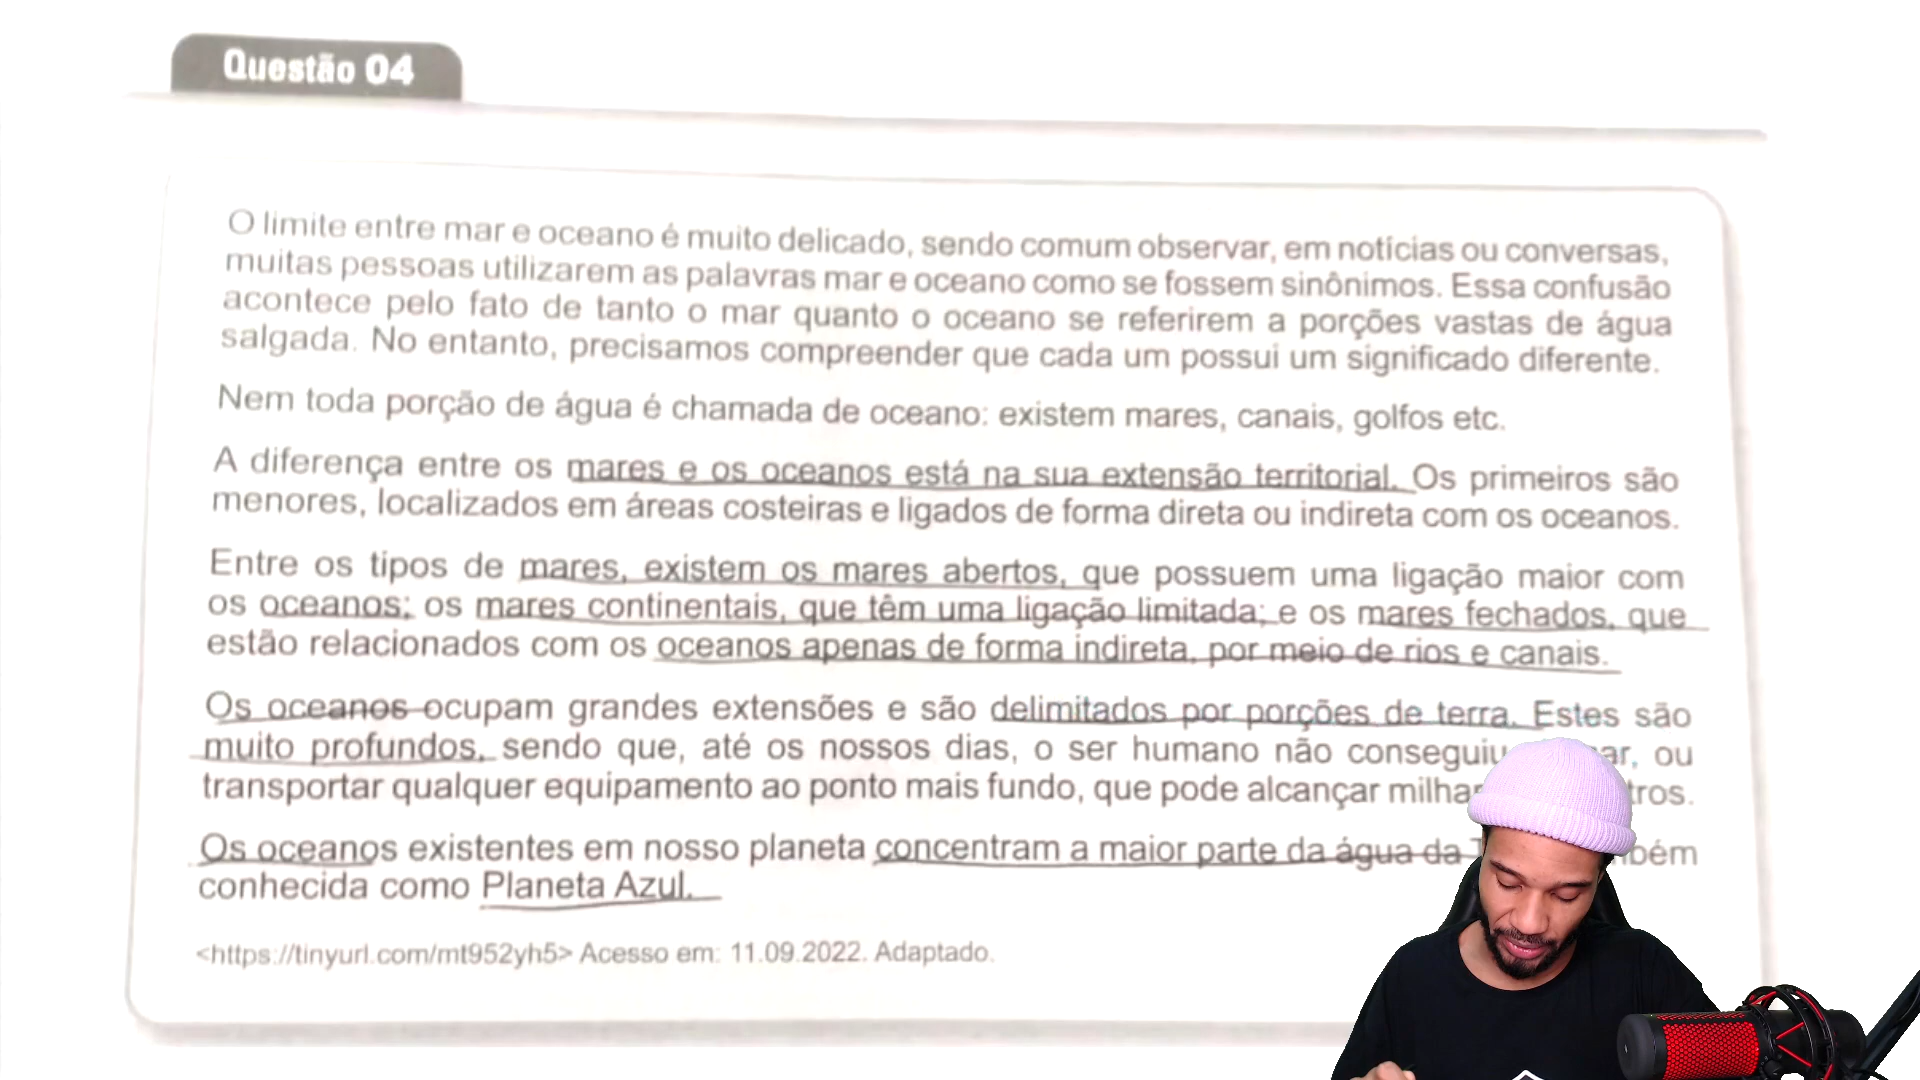 Questão 04
O limite entre mar e oceano é muito delicado, sendo comum observar, em notícias ou conversas,
muitas pessoas utilizarem as palavras mar e oceano como se fossem sinônimos. Essa confusão
acontece pelo fato de tanto o mar quanto o oceano se referirem a porções vastas de água
salgada. No entanto, precisamos compreender que cada um possui um significado diferente.
Nem toda porção de água é chamada de oceano: existem mares, canais, golfos etc.
A diferença entre os mares e os oceanos está na sua extensão territorial. Os primeiros são
menores, localizados em áreas costeiras e ligados de forma direta ou indireta com os oceanos.
Entre os tipos de mares, existem os mares abertos, que possuem uma ligação maior com
os oceanos; os mares continentais, que têm uma ligação limitada; e os mares fechados, que
estão relacionados com os oceanos apenas de forma indireta, por meio de rios e canais.
Os oceanos ocupam grandes extensões e são delimitados por porções de terra. Estes são
muito profundos, sendo que, até os nossos dias, o ser humano não conseguiu ou
transportar qualquer equipamento ao ponto mais fundo, que pode alcançar
Os oceanos existentes em nosso planeta concentram a maior parte da água da
conhecida como Planeta Azul.
<https://tinyurl.com/mt952yh5> Acesso em: 11.09.2022. Adaptado.